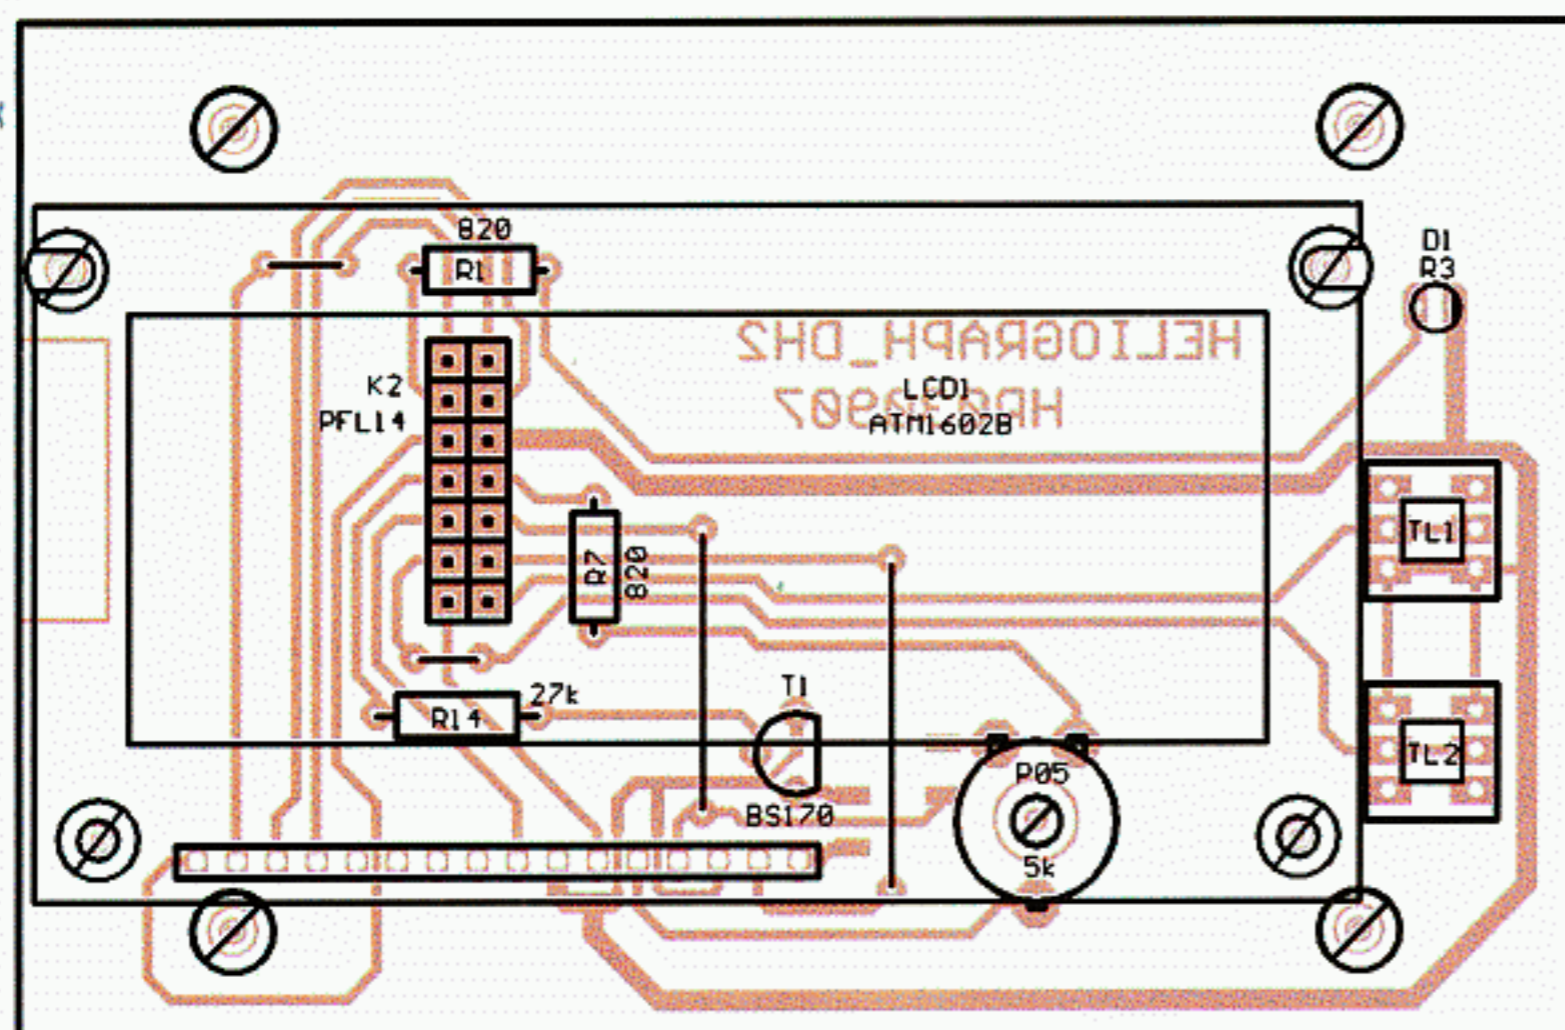 820
R1
D1
R3
HELIOGRAPH_DH2
K2
LCD1
PFL14
ATM1602B
TL1
R7
820
T1
27k
R14
TL2
P05
BS170
5k